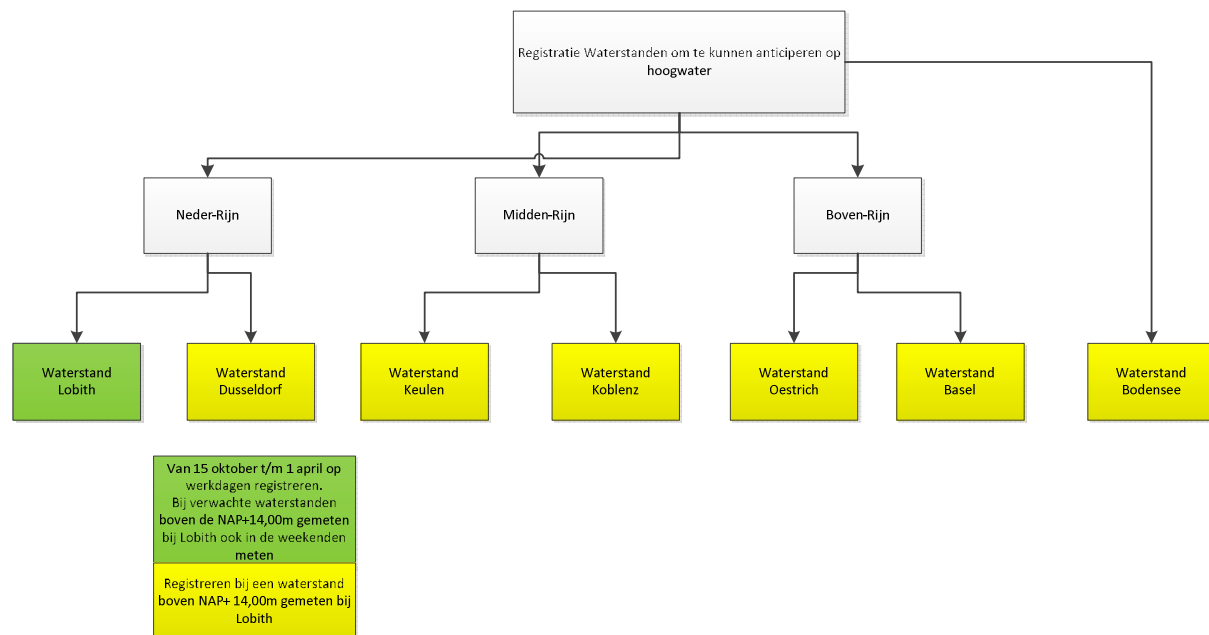 Registratie Waterstanden om te kunnen anticiperen op
hoogwater
Neder-Rijn
Midden-Rijn
Boven-Rijn
Waterstand
Lobith
Waterstand
Dusseldorf
Waterstand
Keulen
Waterstand
Koblenz
Waterstand
Oestrich
Waterstand
Basel
Waterstand
Bodensee
Van 15 oktober t/m 1 april op
werkdagen registreren.
Bij verwachte waterstanden
boven de NAP+14,00m gemeten
bij Lobith ook in de weekenden
meten
Registreren bij een waterstand
boven NAP+ 14,00m gemeten bij
Lobith